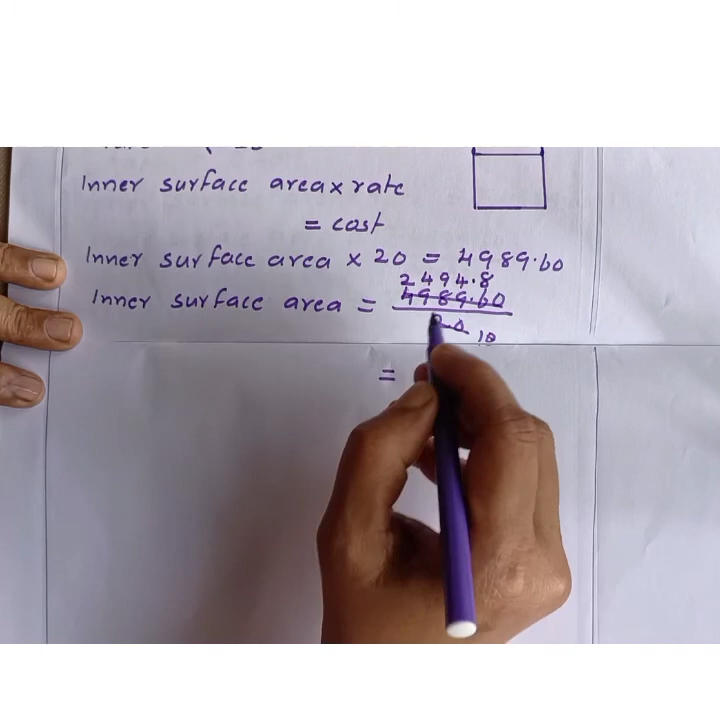 Inner surface area x rate
= cost
Inner surface area x 20 = 4989.60
2494.8
Inner surface area = 4989.60
20 10
=